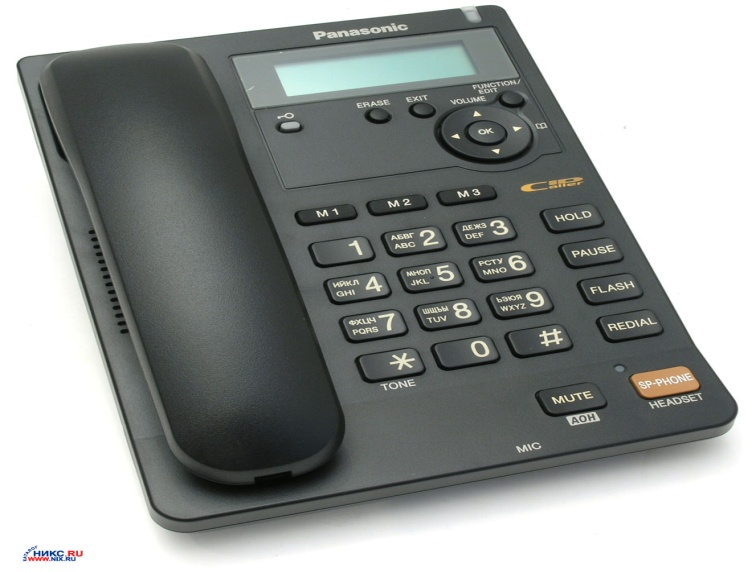 Panasonic
FUNCTION/
EDIT
ERASE
EXIT
VOLUME
OK
Caller ID
M 1
M 2
M 3
HOLD
1
АБВГ
ABC
2
ДЕЖЗ
DEF
3
PAUSE
ИЙКЛ
GHI
4
МНОП
JKL
5
РСТУ
MNO
6
FLASH
ФХЦЧ
PQRS
7
ШЩЪЫ
TUV
8
ЬЭЮЯ
WXYZ
9
REDIAL
*
TONE
0
#
SP-PHONE
HEADSET
MUTE
АОН
MIC
НИКС.RU
www.NIX.RU